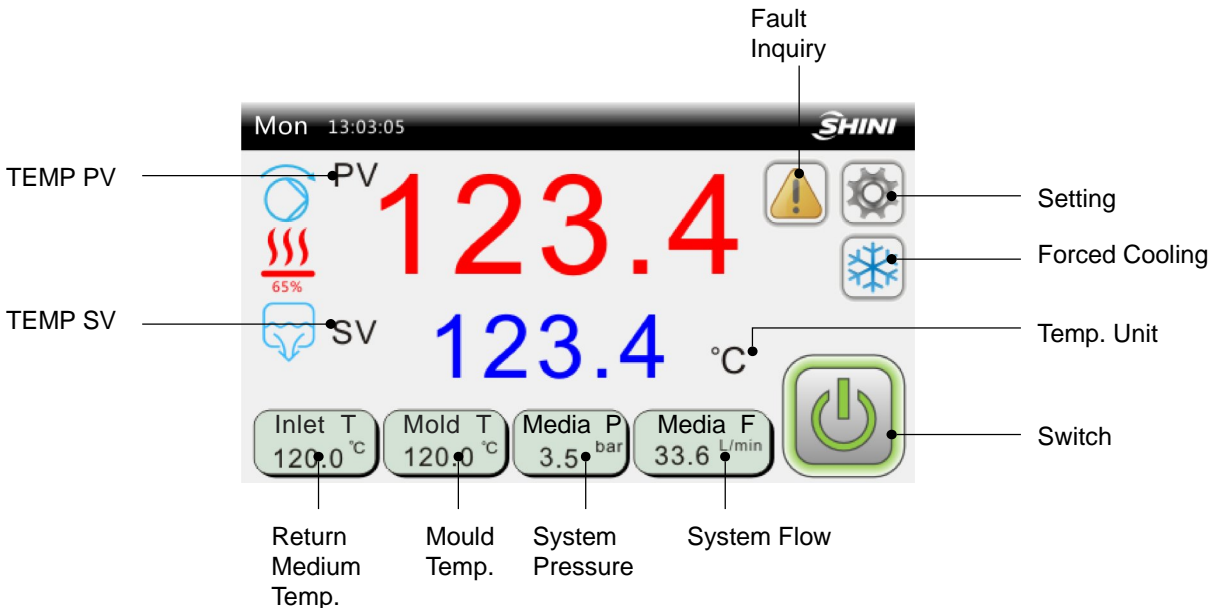 Fault
Inquiry
Mon 13:03:05 SHINI
TEMP PV
PV 123.4
Setting
Forced Cooling
65%
TEMP SV
SV 123.4 °C
Temp. Unit
Inlet T Mold T Media P Media F
120.0 °C 120.0 °C 3.5 bar 33.6 L/min
Switch
Return Mould System System Flow
Medium Temp. Pressure
Temp.